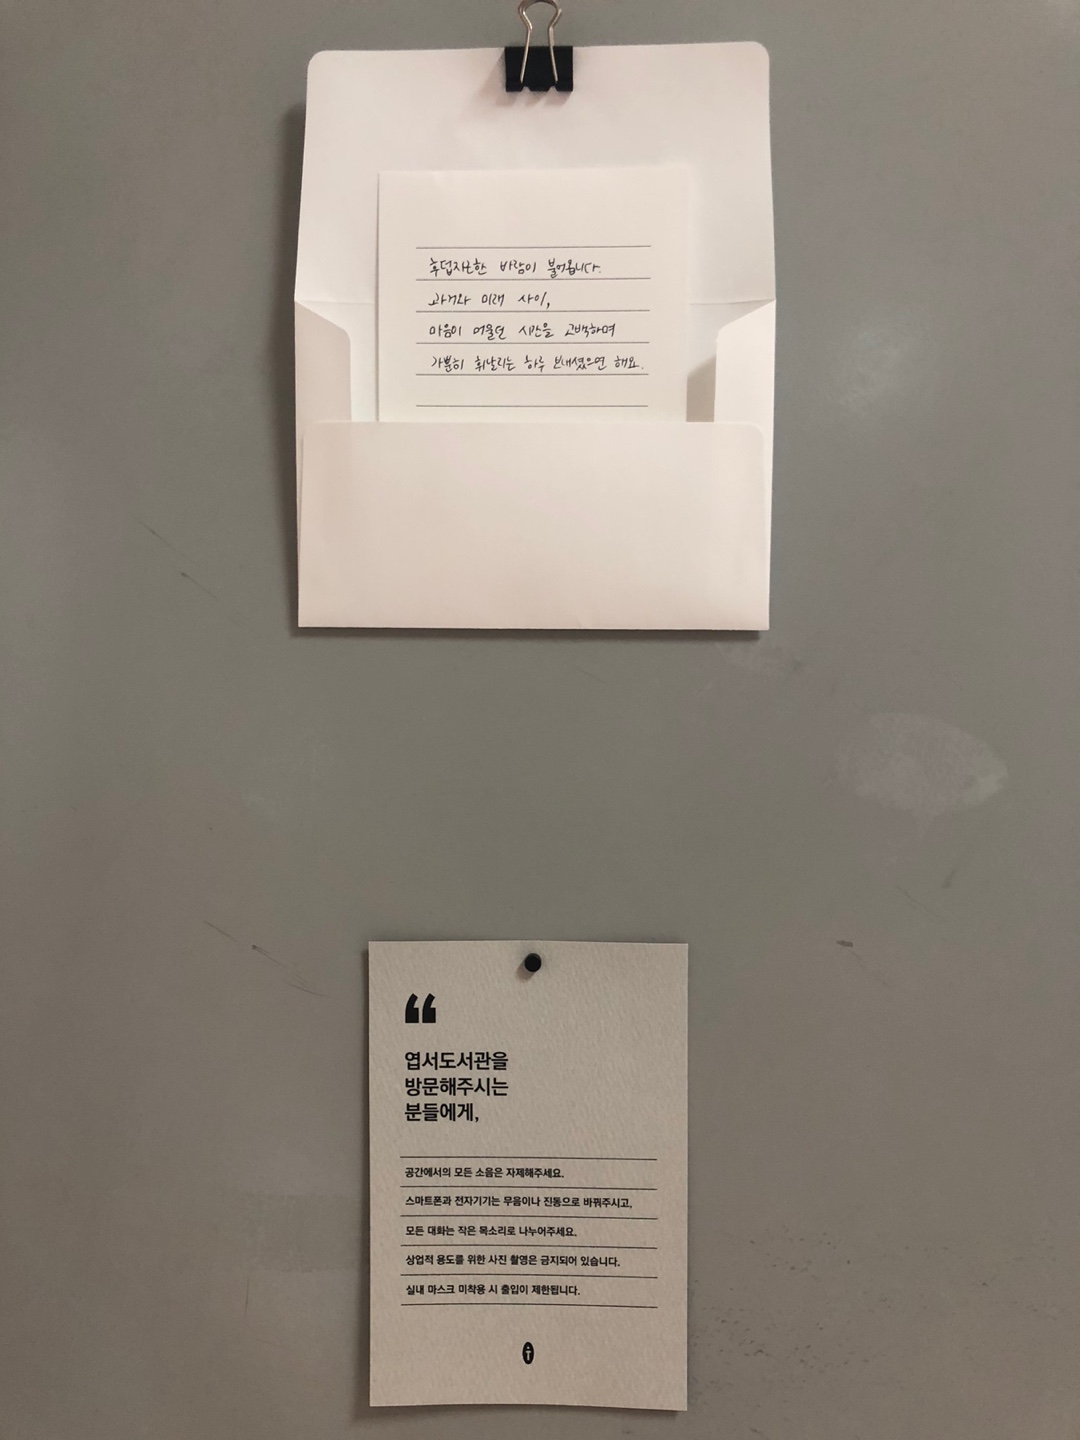 후덥지근한 바람이 불어옵니다.
과거와 미래 사이,
마음이 머물던 시간을 고백하며
가뿐히 휘날리는 하루 보내셨으면 해요.
“
엽서도서관을
방문해주시는
분들에게,
공간에서의 모든 소음은 자제해주세요.
스마트폰과 전자기기는 무음이나 진동으로 바꿔주시고,
모든 대화는 작은 목소리로 나누어주세요.
상업적 용도를 위한 사진 촬영은 금지되어 있습니다.
실내 마스크 미착용 시 출입이 제한됩니다.